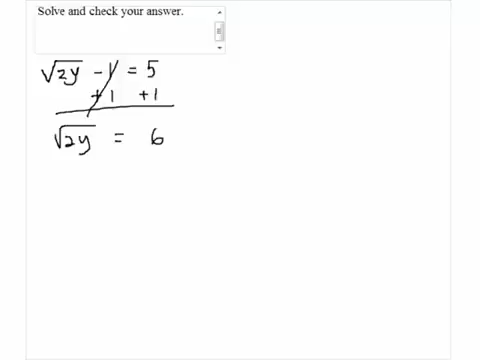 Solve and check your answer.
√2y - 1 = 5
+1 +1
√2y = 6